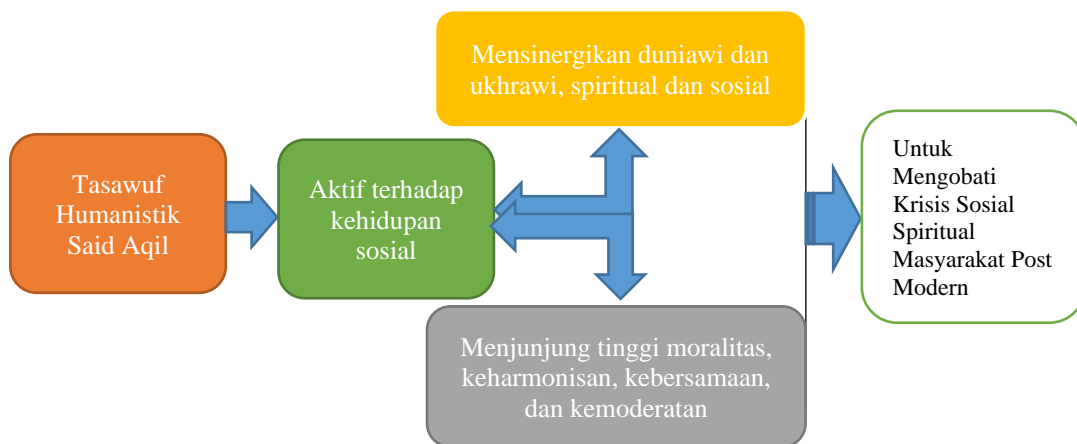 Tasawuf
Humanistik
Said Aqil
Aktif terhadap
kehidupan
sosial
Mensinergikan duniawi dan
ukhrawi, spiritual dan sosial
Menjunjung tinggi moralitas,
keharmonisan, kebersamaan,
dan kemoderatan
Untuk
Mengobati
Krisis Sosial
Spiritual
Masyarakat Post
Modern